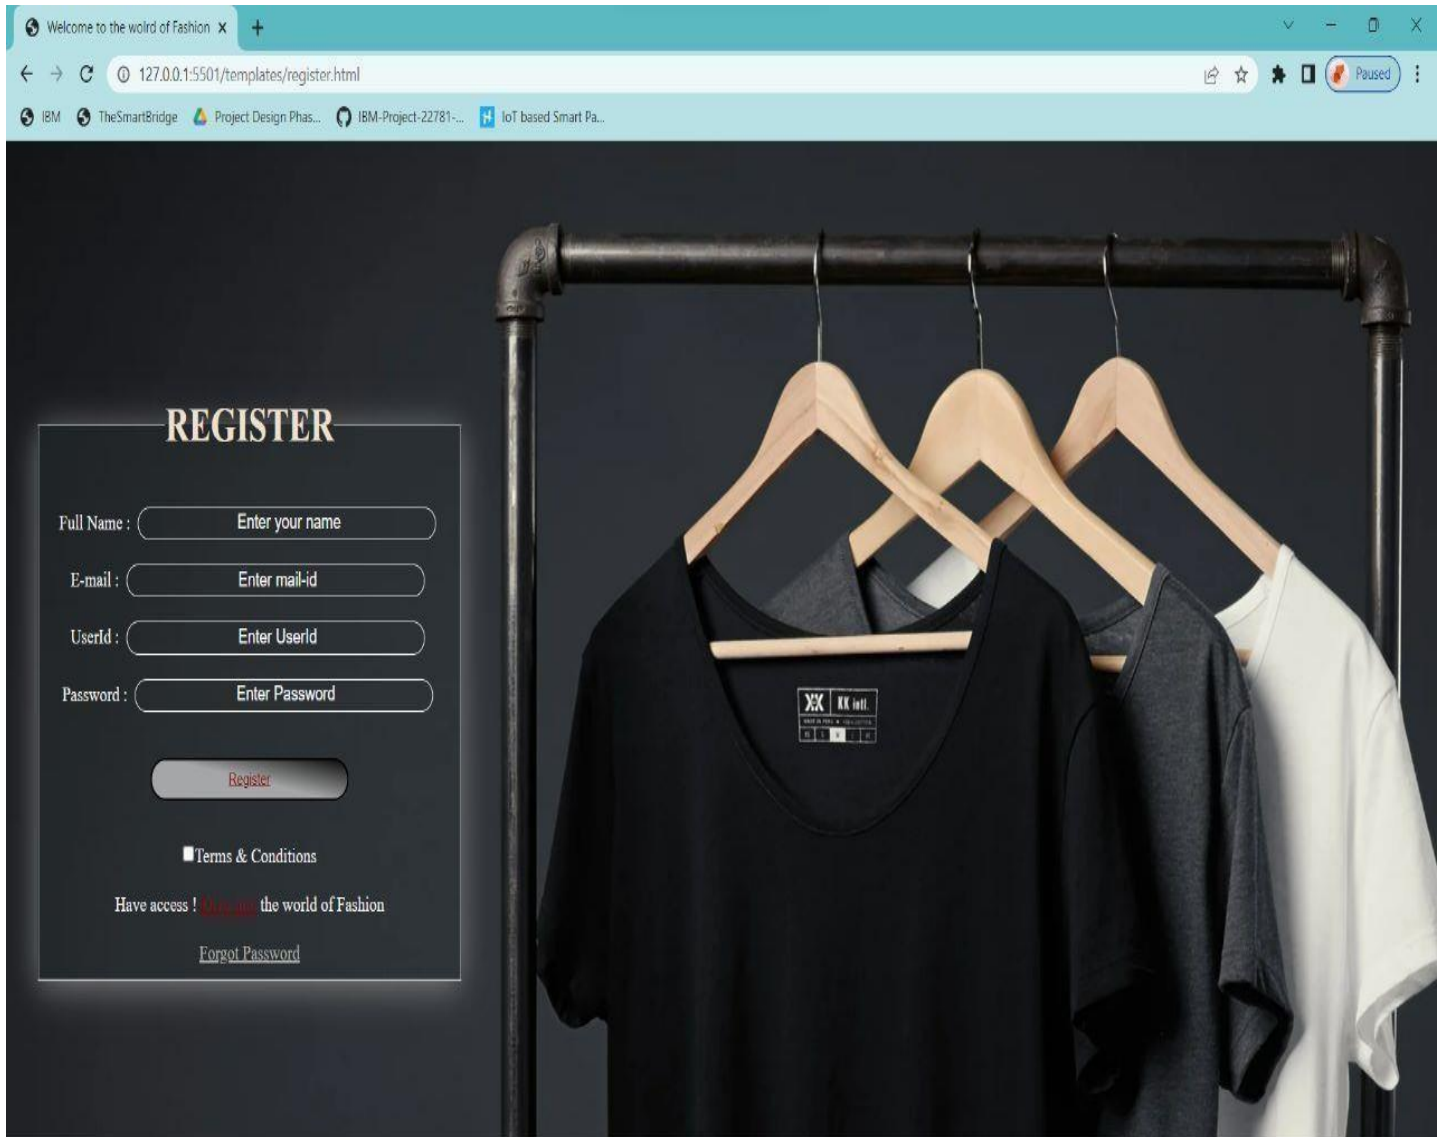 Welcome to the wolrd of Fashion
127.0.0.1:5501/templates/register.html
Paused
IBM TheSmartBridge Project Design Phas... IBM-Project-22781-... IoT based Smart Pa...
REGISTER
Full Name : Enter your name
E-mail : Enter mail-id
UserId : Enter UserId
Password : Enter Password
Register
Terms & Conditions
Have access ! the world of Fashion
Forgot Password
KK intl.